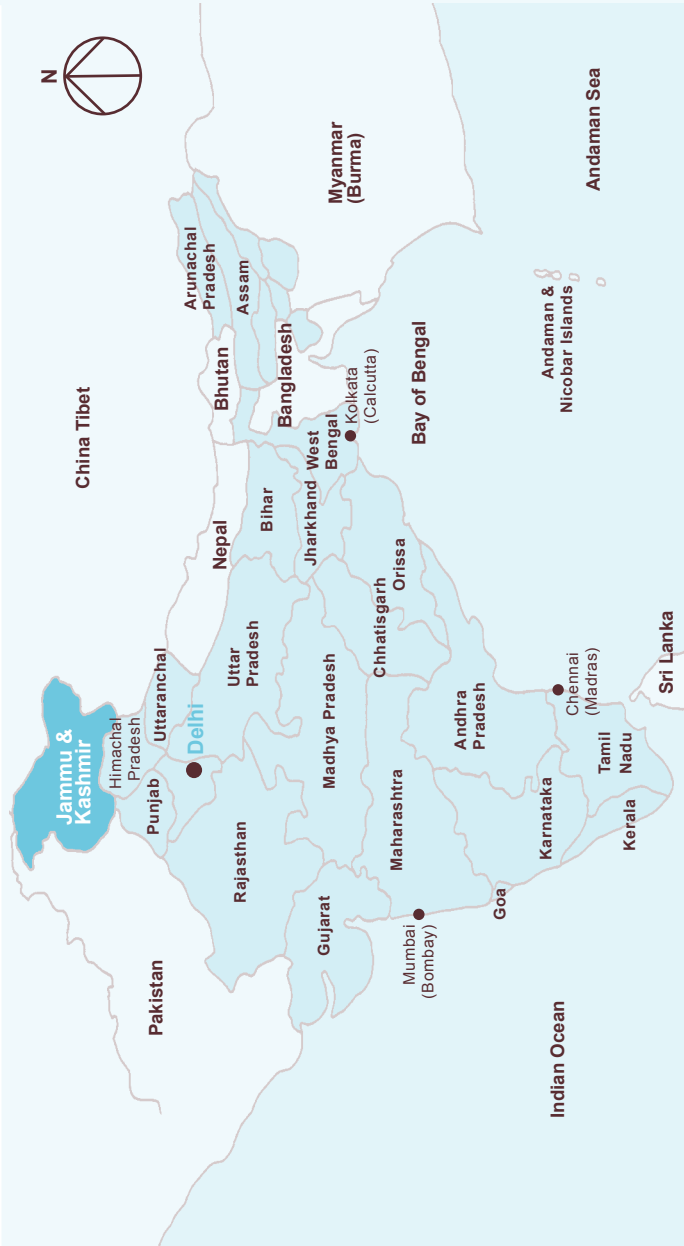 N
China Tibet
Myanmar
(Burma)
Andaman Sea
Arunachal
Pradesh
Assam
Bhutan
Bangladesh
Andaman &
Nicobar Islands
Bay of Bengal
Kolkata
(Calcutta)
West
Bengal
Nepal
Bihar
Jharkhand
Orissa
Chhatisgarh
Jammu &
Kashmir
Himachal
Pradesh
Uttaranchal
Punjab
Delhi
Uttar
Pradesh
Madhya Pradesh
Rajasthan
Gujarat
Maharashtra
Andhra
Pradesh
Chennai
(Madras)
Sri Lanka
Tamil
Nadu
Karnataka
Kerala
Goa
Mumbai
(Bombay)
Pakistan
Indian Ocean